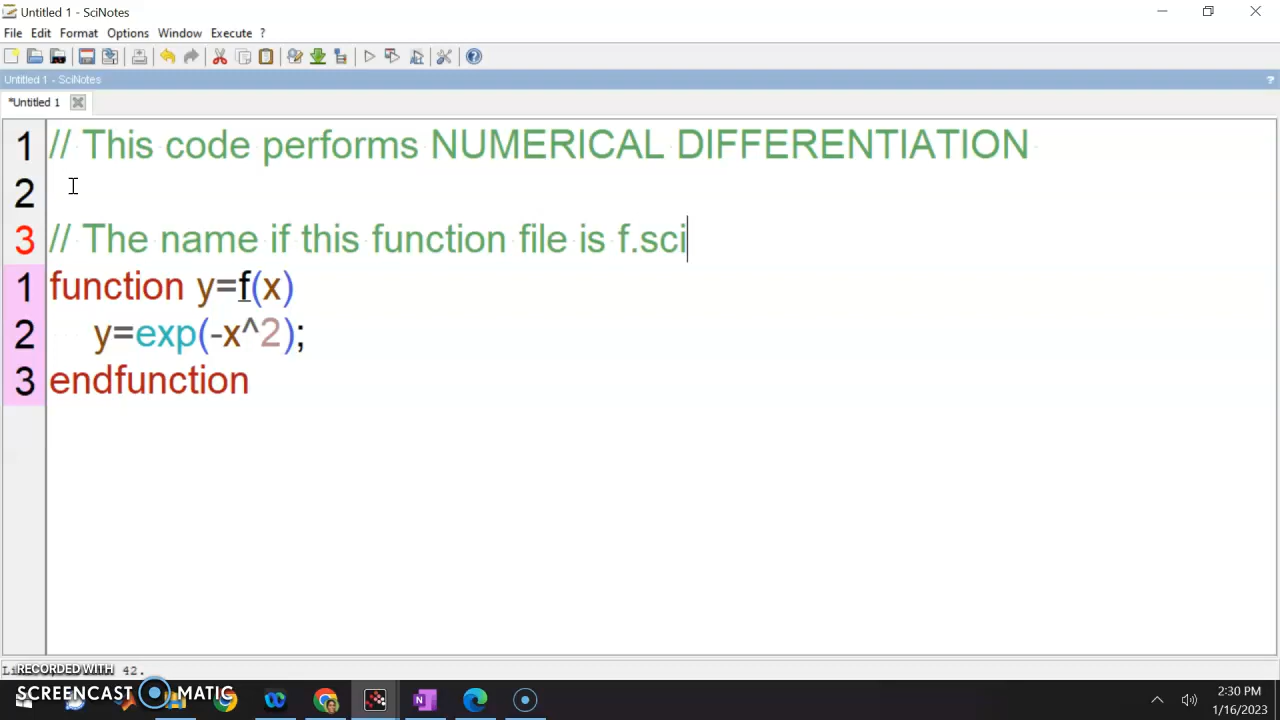 Untitled 1 - SciNotes
File Edit Format Options Window Execute ?
Untitled 1 - SciNotes ?
*Untitled 1
1 // This code performs NUMERICAL DIFFERENTIATION
2
3 // The name if this function file is f.sci
1 function y=f(x)
2 y=exp(-x^2);
3 endfunction
RECORDED WITH 42.
SCREENCAST MATIC
2:30 PM
1/16/2023